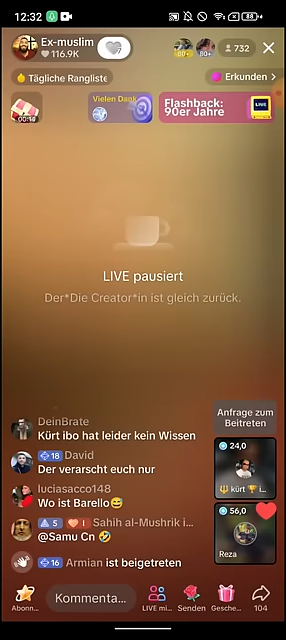 12:32
88
Ex-muslim
116.9K
732
Tägliche Rangliste
Erkunden >
Vielen Dank
Flashback:
90er Jahre
LIVE
00:14
LIVE pausiert
Der*Die Creator*in ist gleich zurück.
DeinBrate
Kürt ibo hat leider kein Wissen
18 David
Der verarscht euch nur
luciasacco148
Wo ist Barello😅
5 1 Sahih al-Mushrik i...
@Samu Cn 🤣
16 Armian ist beigetreten
Anfrage zum
Beitreten
24,0
🔱 kürt 🏆 i...
56,0
Reza
Abonn...
Kommenta...
LIVE mi...
Senden
Gesche...
104